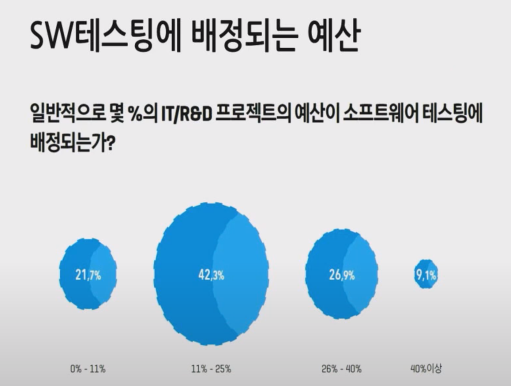 SW테스팅에 배정되는 예산
일반적으로 몇 %의 IT/R&D 프로젝트의 예산이 소프트웨어 테스팅에
배정되는가?
21,7% 42,3% 26,9% 9,1%
0% - 11% 11% - 25% 26% - 40% 40%이상